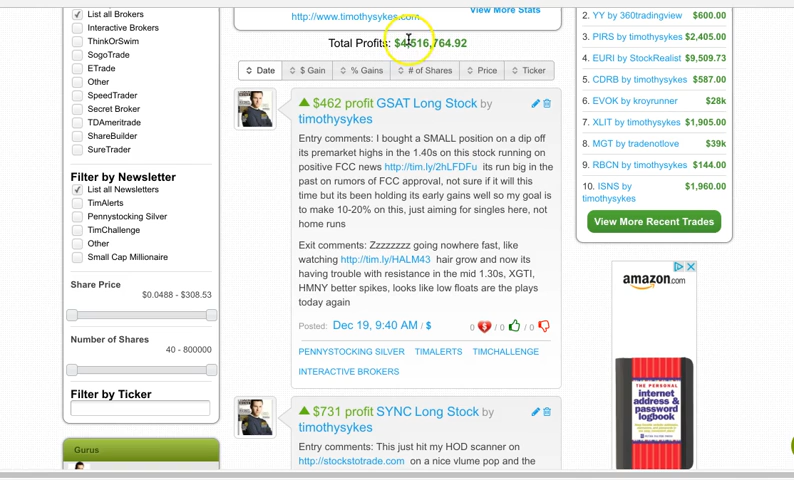 List all Brokers
Interactive Brokers
ThinkOrSwim
SogoTrade
ETrade
Other
SpeedTrader
Secret Broker
TDAmeritrade
ShareBuilder
SureTrader
Filter by Newsletter
List all Newsletters
TimAlerts
Pennystocking Silver
TimChallenge
Other
Small Cap Millionaire
Share Price
$0.0488 - $308.53
Number of Shares
40 - 800000
Filter by Ticker
Gurus
http://www.timothysykes.com
View More Stats
Total Profits: $4,516,764.92
Date
$ Gain
% Gains
# of Shares
Price
Ticker
$462 profit GSAT Long Stock by
timothysykes
Entry comments: I bought a SMALL position on a dip off
its premarket highs in the 1.40s on this stock running on
positive FCC news http://tim.ly/2hLFDFu its run big in the
past on rumors of FCC approval, not sure if it will this
time but its been holding its early gains well so my goal is
to make 10-20% on this, just aiming for singles here, not
home runs
Exit comments: Zzzzzzzz going nowhere fast, like
watching http://tim.ly/HALM43 hair grow and now its
having trouble with resistance in the mid 1.30s, XGTI,
HMNY better spikes, looks like low floats are the plays
today again
Posted: Dec 19, 9:40 AM / $
0 / 0 / 0
PENNYSTOCKING SILVER TIMALERTS TIMCHALLENGE
INTERACTIVE BROKERS
$731 profit SYNC Long Stock by
timothysykes
Entry comments: This just hit my HOD scanner on
http://stockstotrade.com on a nice vlume pop and the
2. YY by 360tradingview $600.00
3. PIRS by timothysykes $2,405.00
4. EURI by StockRealist $9,509.73
5. CDRB by timothysykes $587.00
6. EVOK by kroyrunner $28k
7. XLIT by timothysykes $1,905.00
8. MGT by tradenotlove $39k
9. RBCN by timothysykes $144.00
10. ISNS by $1,960.00
timothysykes
View More Recent Trades
amazon.com
The
PERSONAL
internet
address &
password
logbook